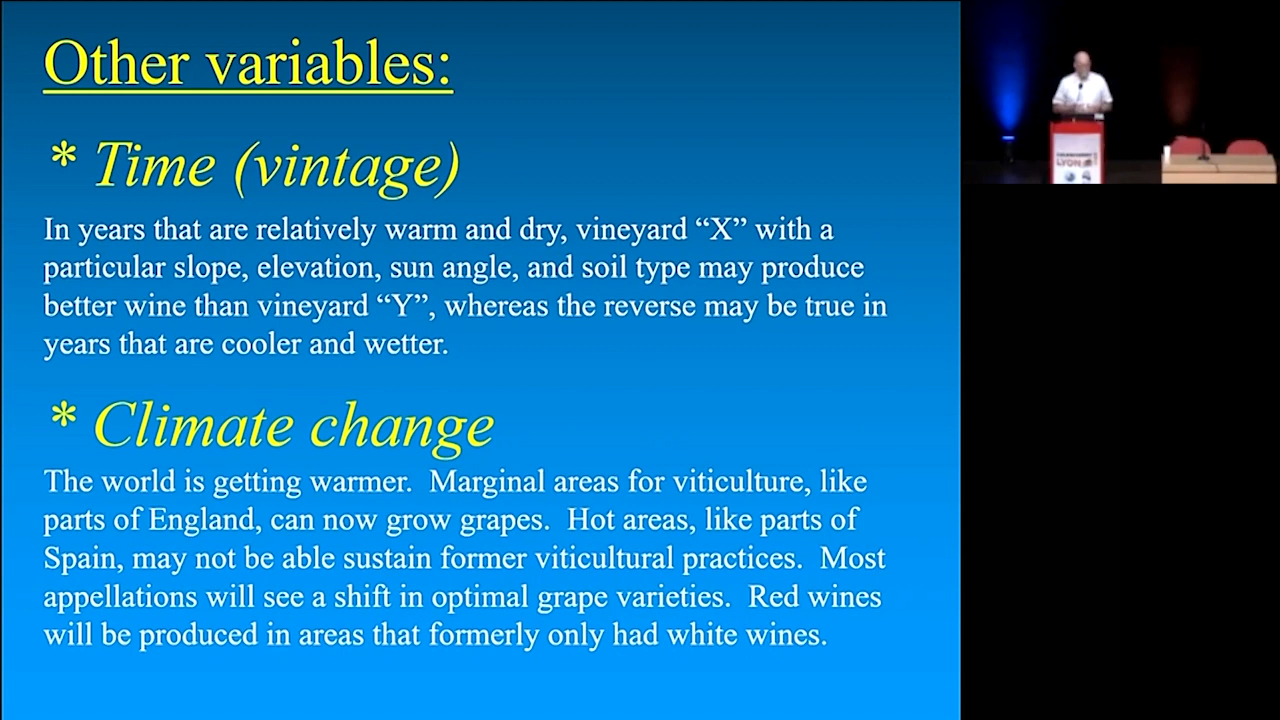 Other variables:
* Time (vintage)
In years that are relatively warm and dry, vineyard “X” with a
particular slope, elevation, sun angle, and soil type may produce
better wine than vineyard “Y”, whereas the reverse may be true in
years that are cooler and wetter.
* Climate change
The world is getting warmer.  Marginal areas for viticulture, like
parts of England, can now grow grapes.  Hot areas, like parts of
Spain, may not be able sustain former viticultural practices.  Most
appellations will see a shift in optimal grape varieties.  Red wines
will be produced in areas that formerly only had white wines.
LYON